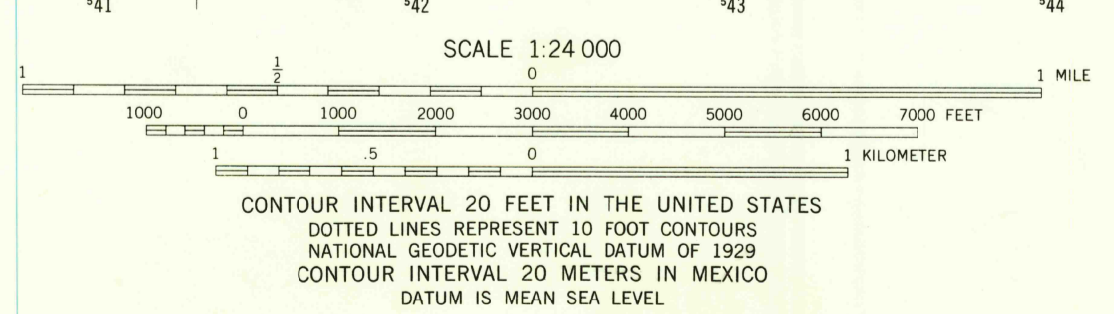 ⁵41 ⁵42 ⁵43 ⁵44
SCALE 1:24 000
1 1/2 0 1 MILE
1000 0 1000 2000 3000 4000 5000 6000 7000 FEET
1 .5 0 1 KILOMETER
CONTOUR INTERVAL 20 FEET IN THE UNITED STATES
DOTTED LINES REPRESENT 10 FOOT CONTOURS
NATIONAL GEODETIC VERTICAL DATUM OF 1929
CONTOUR INTERVAL 20 METERS IN MEXICO
DATUM IS MEAN SEA LEVEL